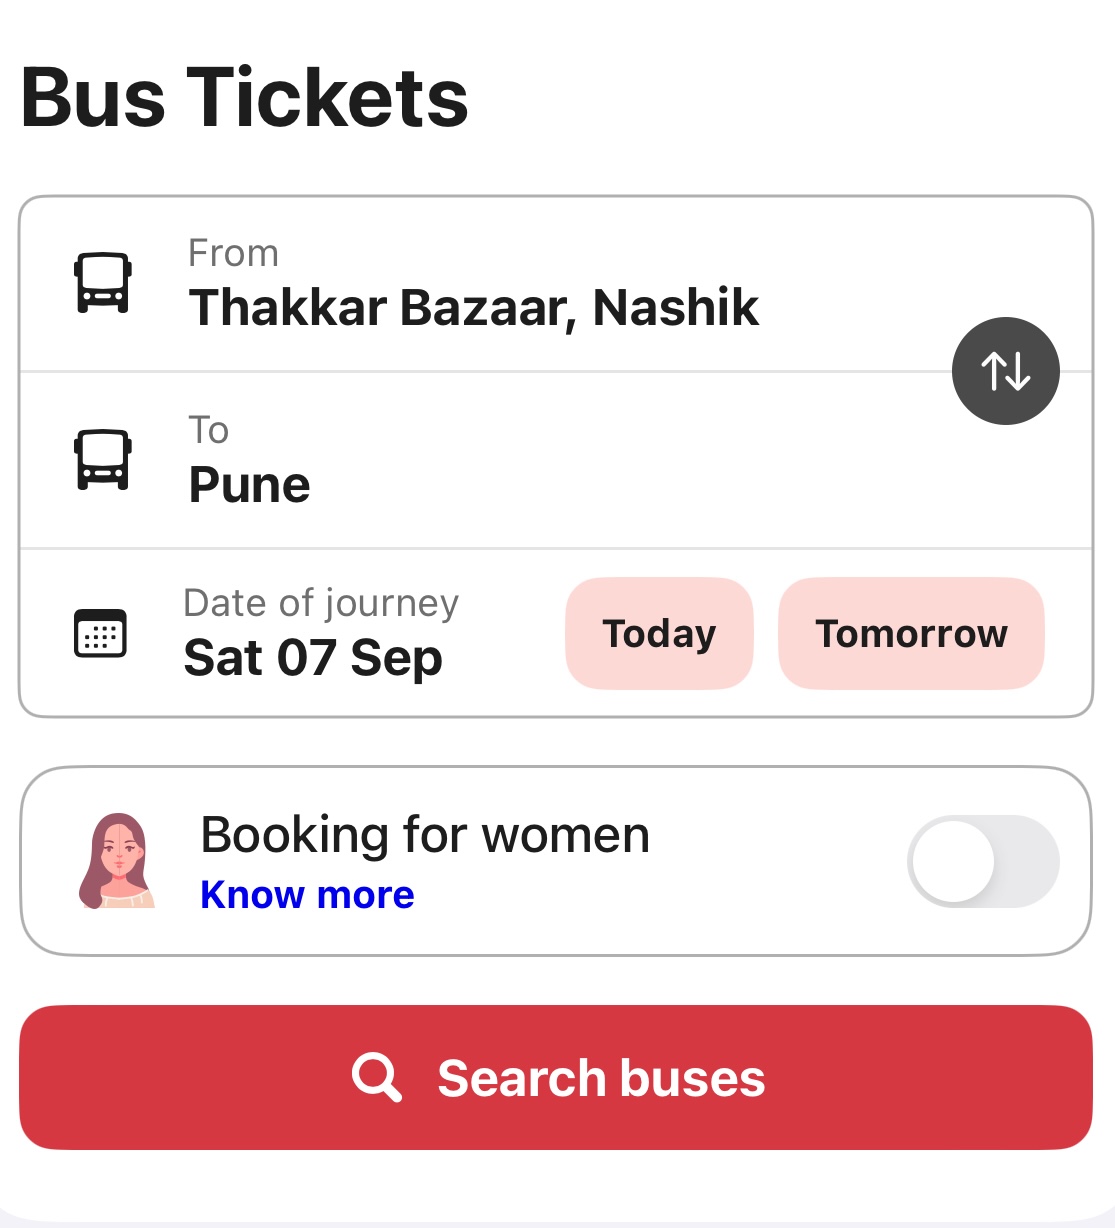 Bus Tickets
From
Thakkar Bazaar, Nashik
To
Pune
Date of journey
Sat 07 Sep
Today
Tomorrow
Booking for women
Know more
Search buses